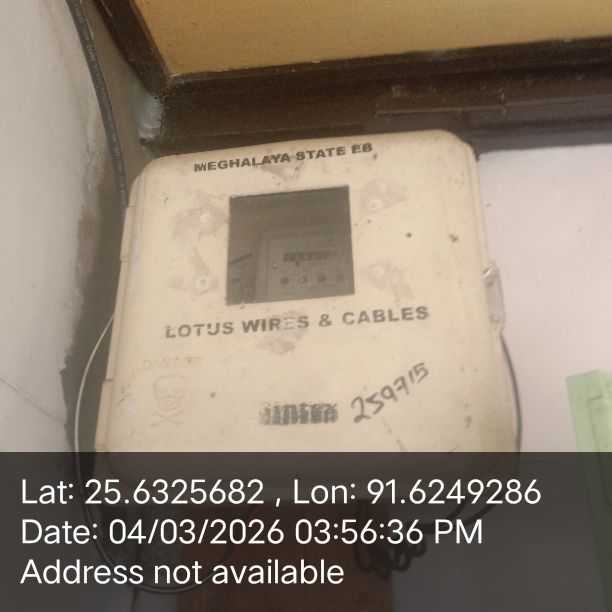 MEGHALAYA STATE EB
LOTUS WIRES & CABLES
DANGER
sintex 259715
Lat: 25.6325682 , Lon: 91.6249286
Date: 04/03/2026 03:56:36 PM
Address not available